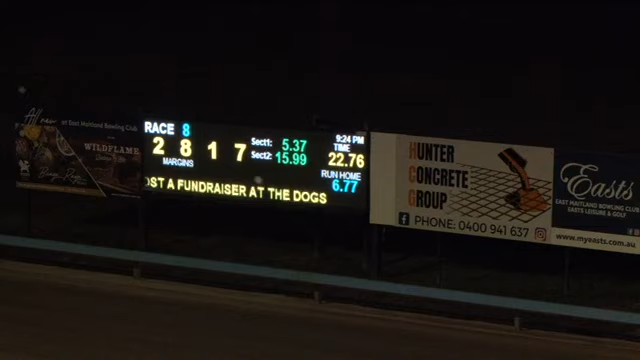 All new
at East Maitland Bowling Club
WILDFLAME
RACE 8
2 8 1 7
MARGINS
Sect1: 5.37
Sect2: 15.99
9:24 PM
TIME
22.76
RUN HOME
6.77
OST A FUNDRAISER AT THE DOGS
HUNTER
CONCRETE
GROUP
PHONE: 0400 941 637
Easts
EAST MAITLAND BOWLING CLUB
EASTS LEISURE & GOLF
www.myeasts.com.au